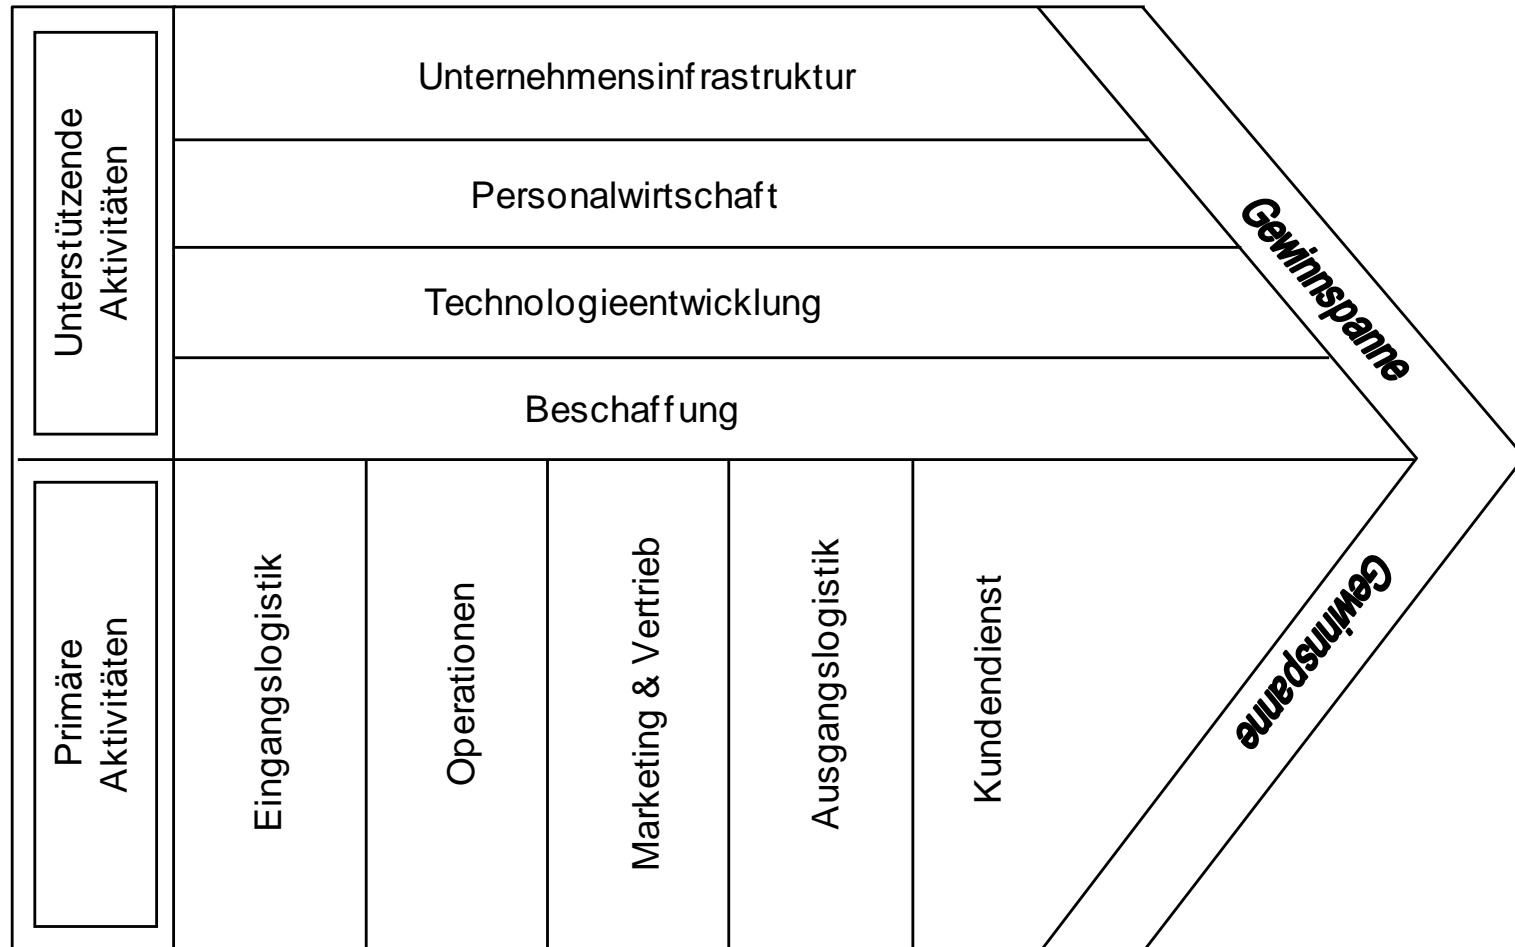 Unterstützende
Aktivitäten
Unternehmensinfrastruktur
Personalwirtschaft
Technologieentwicklung
Beschaffung
Gewinnspanne
Primäre
Aktivitäten
Eingangslogistik
Operationen
Marketing & Vertrieb
Ausgangslogistik
Kundendienst
Gewinnspanne